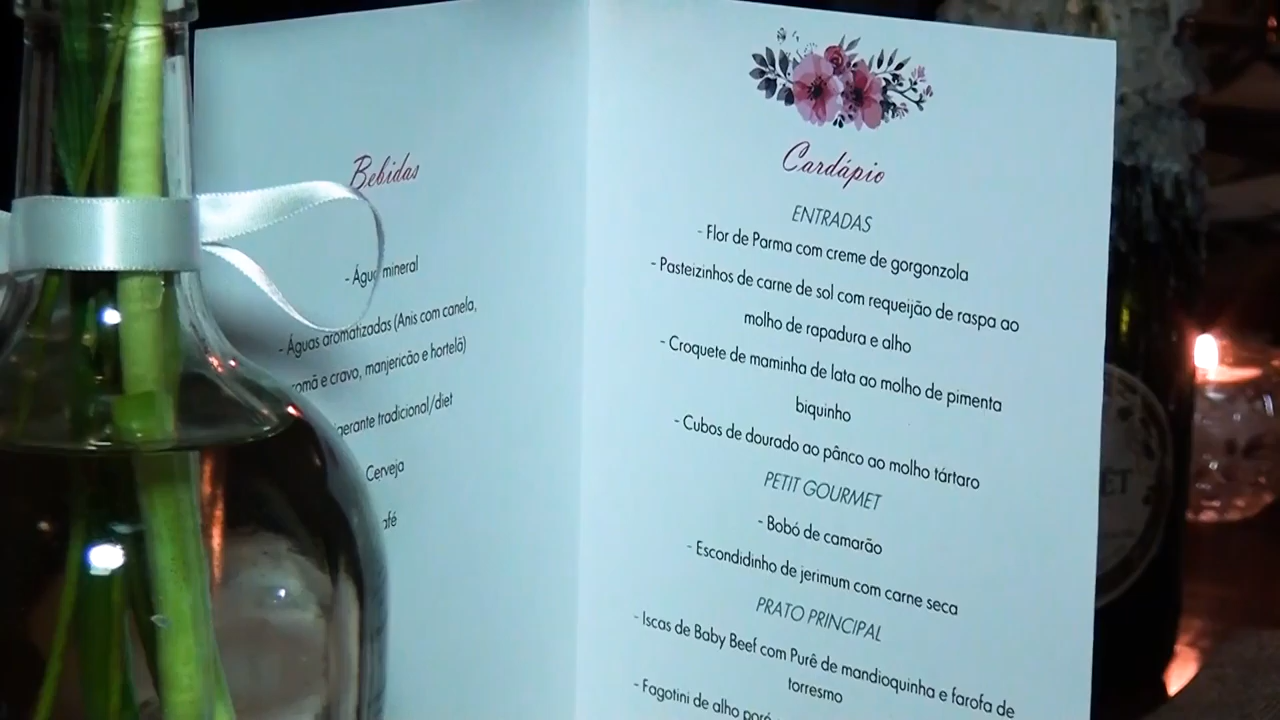 Bebidas
- Água mineral
- Águas aromatizadas (Anis com canela,
e cravo, manjericão e hortelã)
tradicional/diet
Cerveja
Cardápio
ENTRADAS
- Flor de Parma com creme de gorgonzola
- Pasteizinhos de carne de sol com requeijão de raspa ao
molho de rapadura e alho
- Croquete de maminha de lata ao molho de pimenta
biquinho
- Cubos de dourado ao pânco ao molho tártaro
PETIT GOURMET
- Bobó de camarão
- Escondidinho de jerimum com carne seca
PRATO PRINCIPAL
- Iscas de Baby Beef com Purê de mandioquinha e farofa de
torresmo
- Fagotini de alho